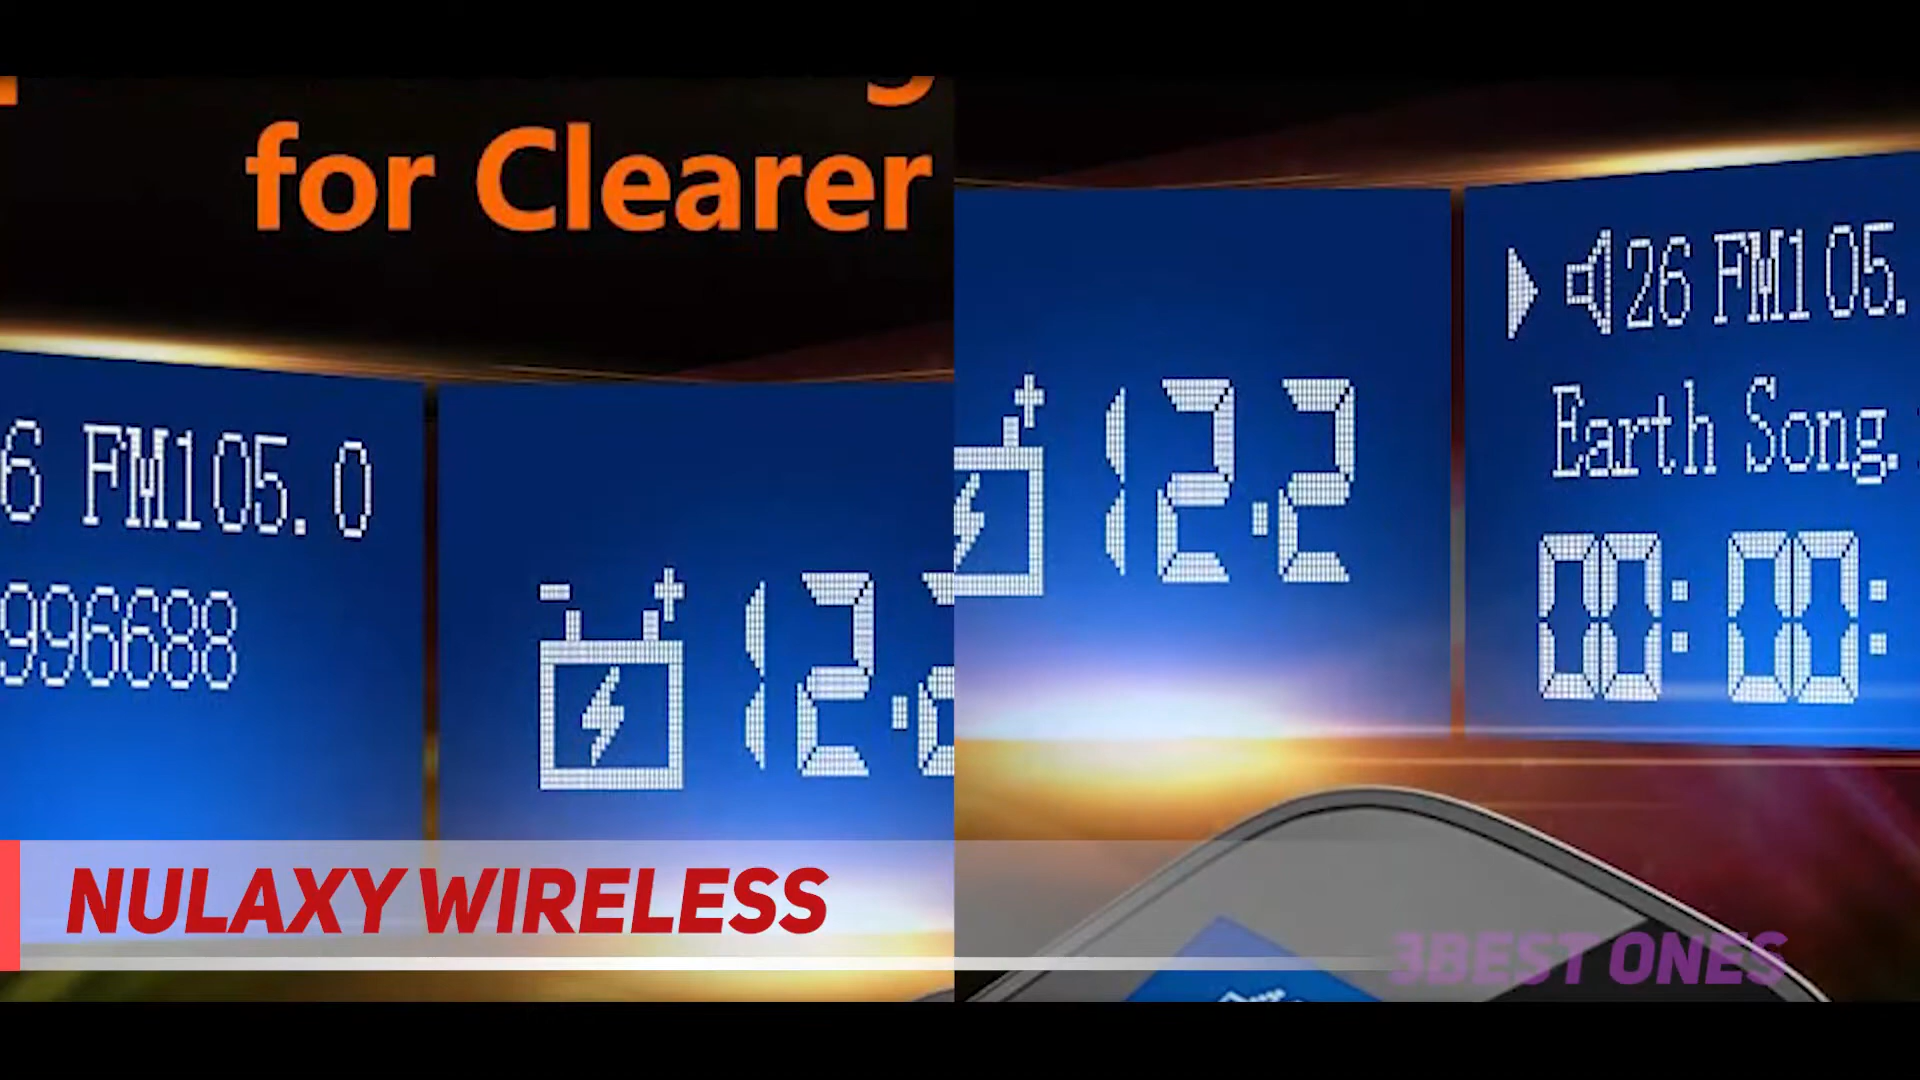 for Clearer
6 FM105.0
996688
12.
12.2
26 FM105.
Earth Song.
00:00:
NULAXY WIRELESS
3BEST ONES